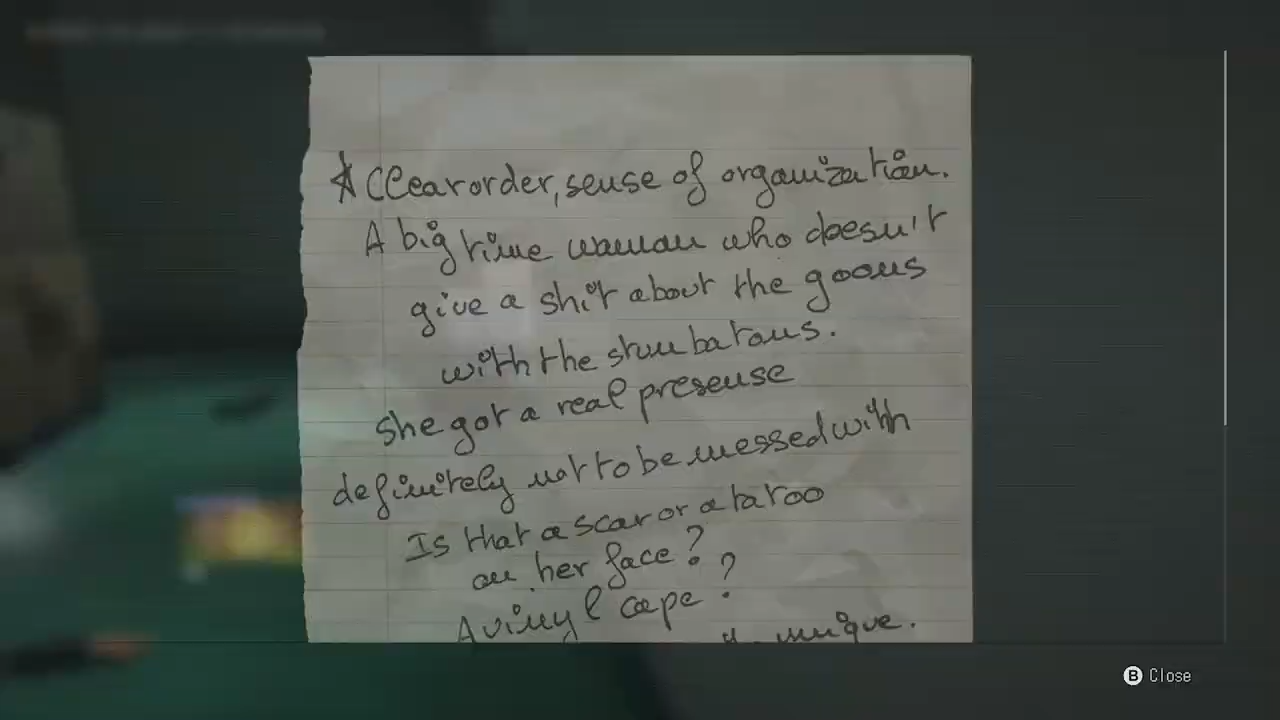 * Clear order, sense of organization.
A big time woman who doesn't
give a shit about the goons
with the stun batons.
She got a real presense
definitely not to be messed with
Is that a scar or a tatoo
on her face?
A vinyl cape?
unique.
B Close